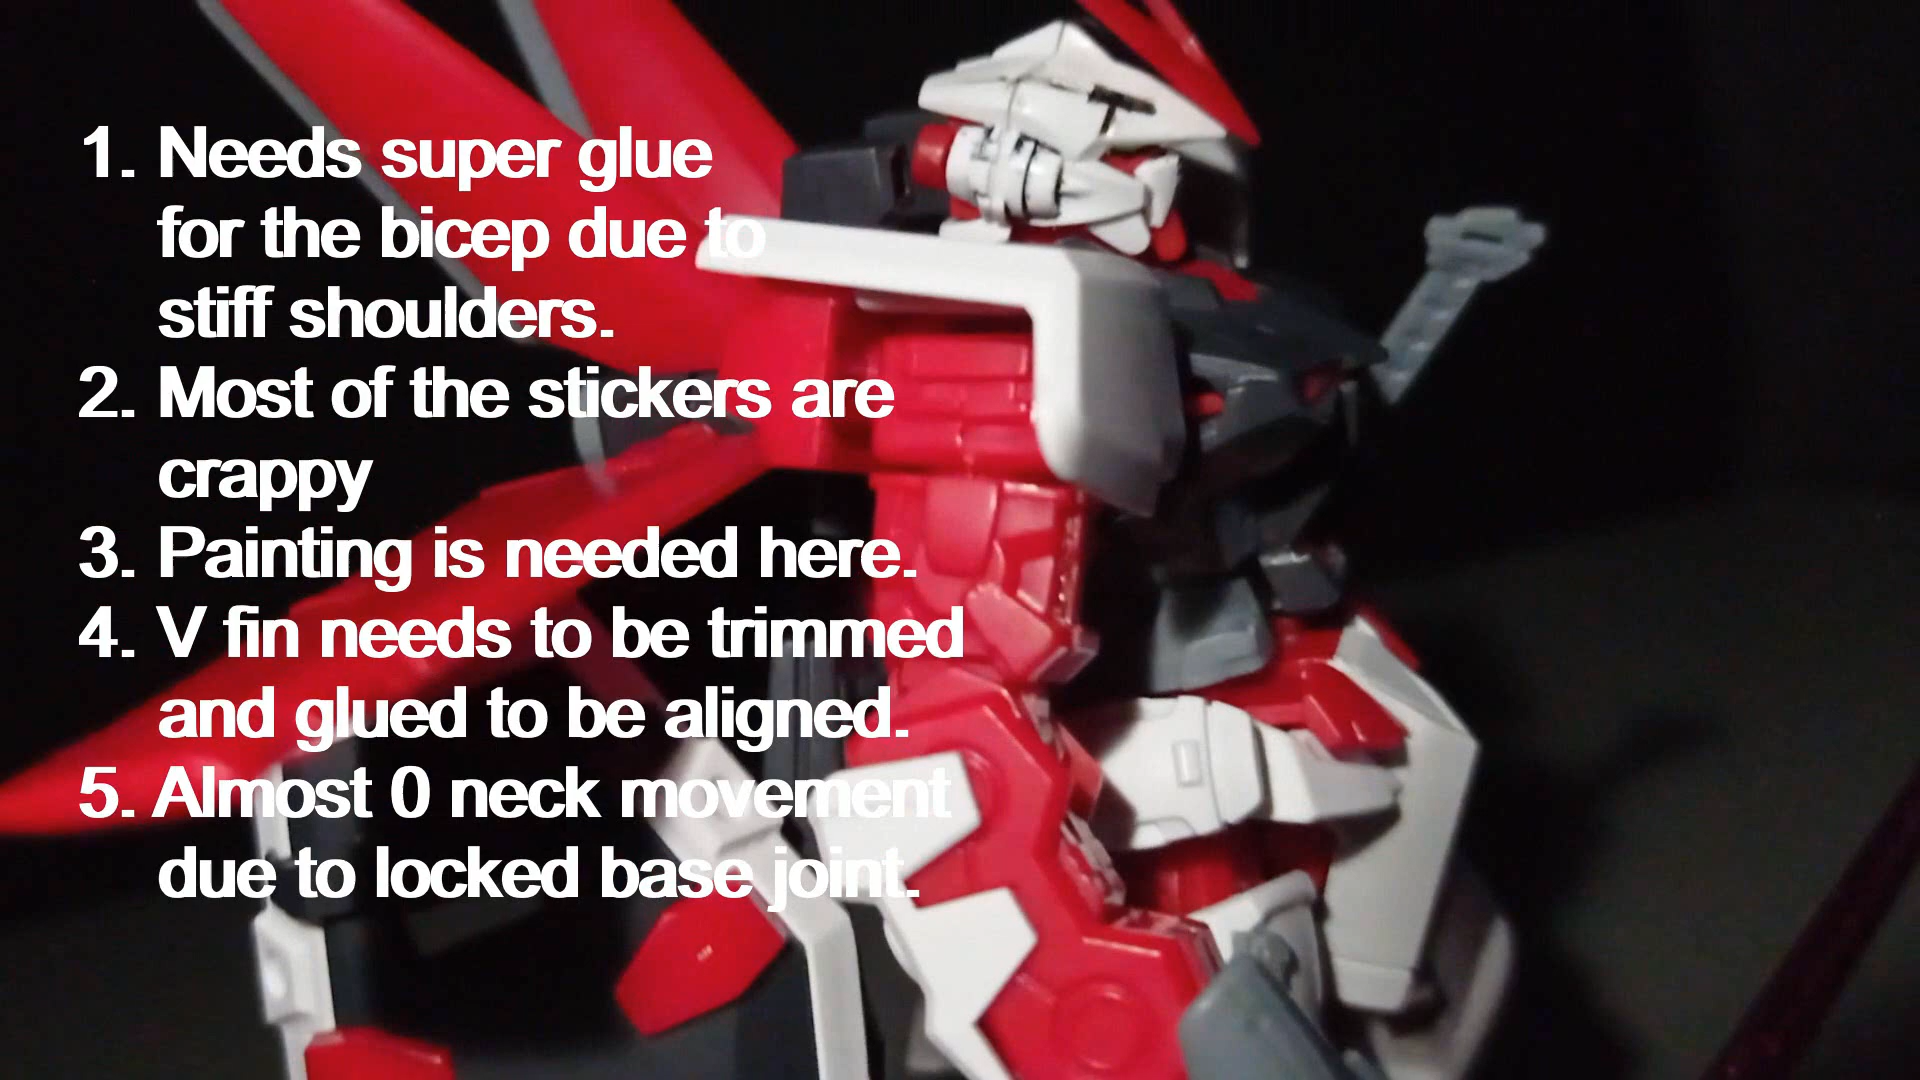 1. Needs super glue
for the bicep due to
stiff shoulders.
2. Most of the stickers are
crappy
3. Painting is needed here.
4. V fin needs to be trimmed
and glued to be aligned.
5. Almost 0 neck movement
due to locked base joint.